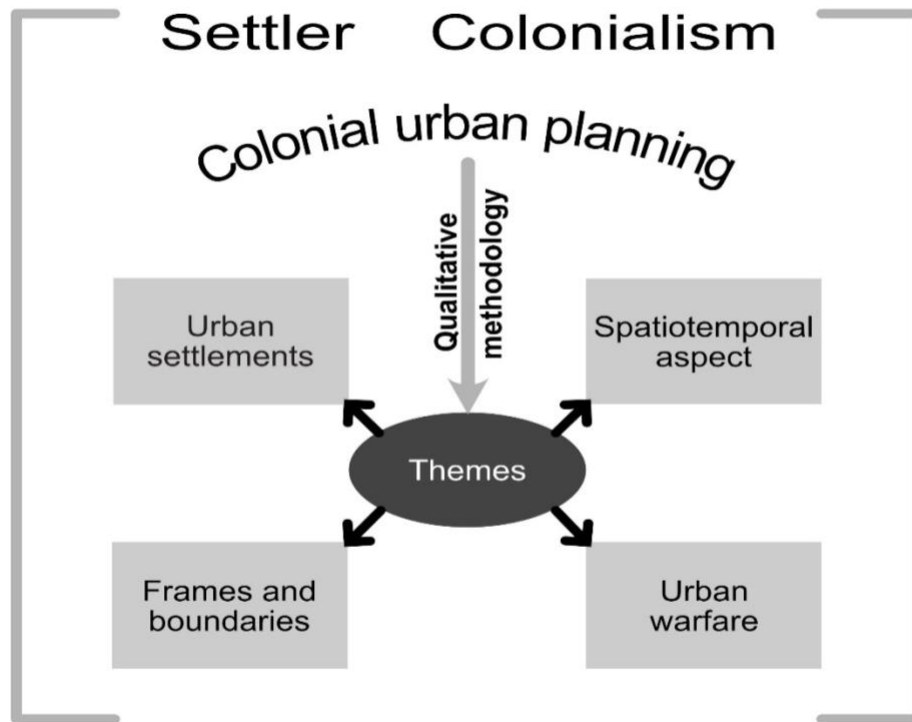 Settler Colonialism
Colonial urban planning
Qualitative
methodology
Urban
settlements
Spatiotemporal
aspect
Themes
Frames and
boundaries
Urban
warfare